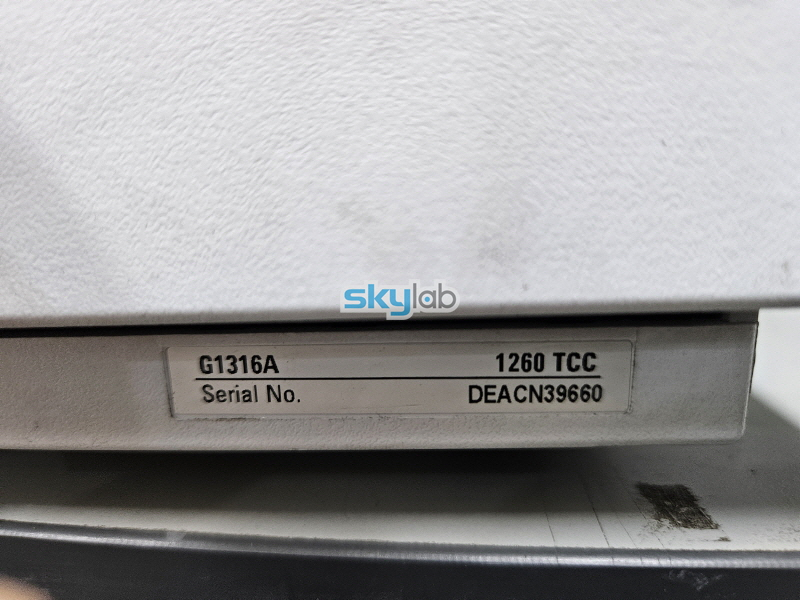 skylab
G1316A 1260 TCC
Serial No. DEACN39660